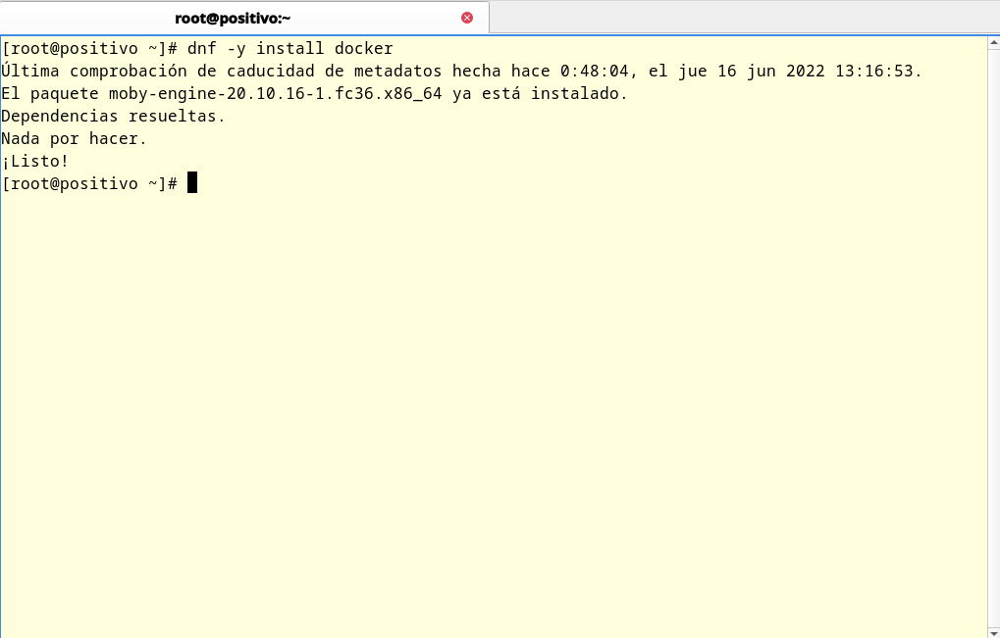 root@positivo:~
[root@positivo ~]# dnf -y install docker
Última comprobación de caducidad de metadatos hecha hace 0:48:04, el jue 16 jun 2022 13:16:53.
El paquete moby-engine-20.10.16-1.fc36.x86_64 ya está instalado.
Dependencias resueltas.
Nada por hacer.
¡Listo!
[root@positivo ~]#